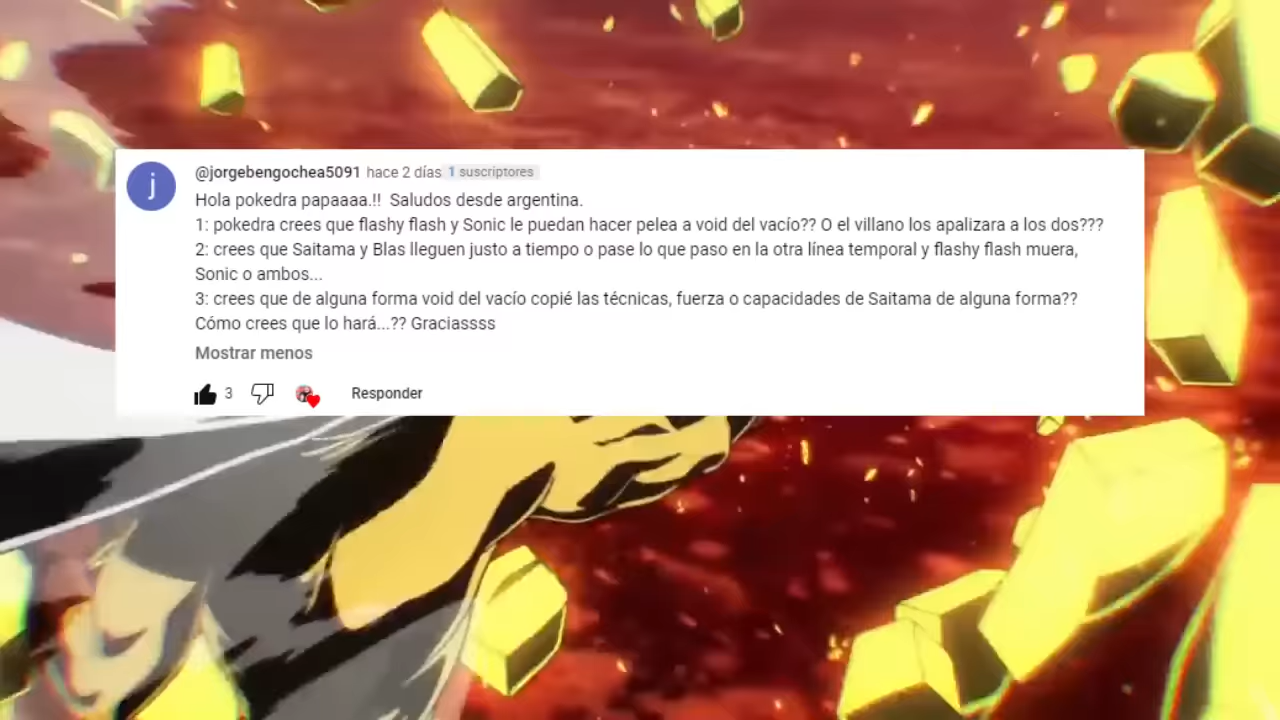 j
@jorgebengochea5091 hace 2 días 1 suscriptores
Hola pokedra papaaaa.!! Saludos desde argentina.
1: pokedra crees que flashy flash y Sonic le puedan hacer pelea a void del vacío?? O el villano los apalizara a los dos???
2: crees que Saitama y Blas lleguen justo a tiempo o pase lo que paso en la otra línea temporal y flashy flash muera,
Sonic o ambos...
3: crees que de alguna forma void del vacío copié las técnicas, fuerza o capacidades de Saitama de alguna forma??
Cómo crees que lo hará...?? Graciassss
Mostrar menos
3 Responder